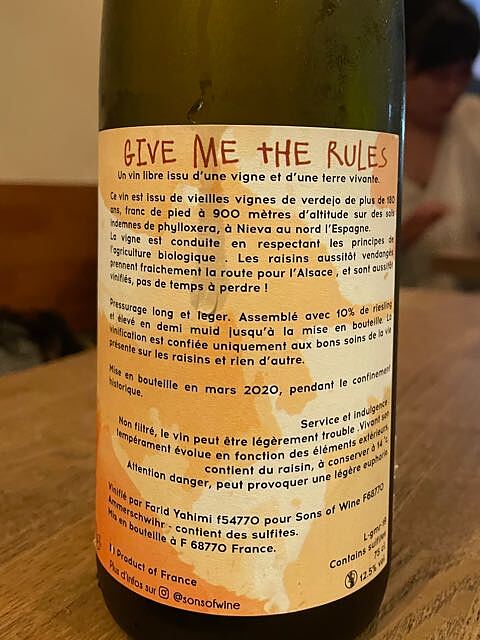 GIVE ME THE RULES
Un vin libre issu d'une vigne et d'une terre vivante.
Ce vin est issu de vieilles vignes de verdejo de plus de 180
ans, franc de pied à 900 mètres d'altitude sur des sols
indemnes de phylloxera, à Nieva au nord l'Espagne.
La vigne est conduite en respectant les principes de
l'agriculture biologique . Les raisins aussitôt vendangés
prennent fraichement la route pour l'Alsace , et sont aussitôt
vinifiés, pas de temps à perdre !
Pressurage long et leger. Assemblé avec 10% de riesling
et élevé en demi muid jusqu'à la mise en bouteille. La
vinification est confiée uniquement aux bons soins de la vie
présente sur les raisins et rien d'autre.
Mise en bouteille en mars 2020, pendant le confinement
historique.
Service et indulgence.
Non filtré, le vin peut être légèrement trouble .Vivant son
tempérament évolue en fonction des éléments extérieurs,
contient du raisin, à conserver à 14 °c.
Attention danger, peut provoquer une légère euphorie.
Vinifié par Farid Yahimi f54770 pour Sons of Wine F68770
Ammerschwihr - contient des sulfites.
Mis en bouteille à F 68770 France.
Product of France
Plus d'infos sur @sonsofwine
L-gmr-19
Contains sulfites
75 cl
12.5% vol